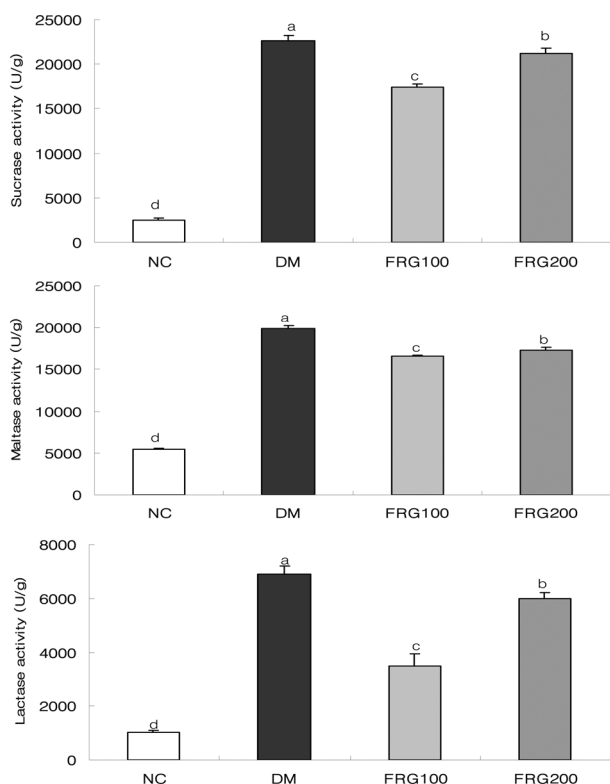 Sucrase activity (U/g)
25000
20000
15000
10000
5000
0
d
a
c
b
NC DM FRG100 FRG200
Maltase activity (U/g)
25000
20000
15000
10000
5000
0
d
a
c
b
NC DM FRG100 FRG200
Lactase activity (U/g)
8000
6000
4000
2000
0
d
a
c
b
NC DM FRG100 FRG200